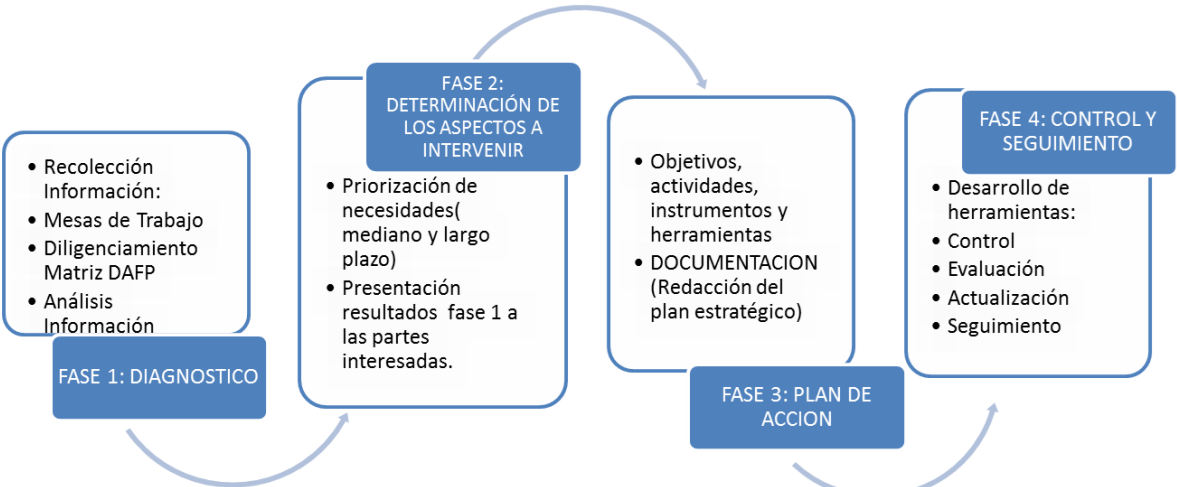 • Recolección
Información:
• Mesas de Trabajo
• Diligenciamiento
Matriz DAFP
• Análisis
Información
FASE 1: DIAGNOSTICO
FASE 2:
DETERMINACIÓN DE
LOS ASPECTOS A
INTERVENIR
• Priorización de
necesidades(
mediano y largo
plazo)
• Presentación
resultados fase 1 a
las partes
interesadas.
• Objetivos,
actividades,
instrumentos y
herramientas
• DOCUMENTACION
(Redacción del
plan estratégico)
FASE 3: PLAN DE
ACCION
FASE 4: CONTROL Y
SEGUIMIENTO
• Desarrollo de
herramientas:
• Control
• Evaluación
• Actualización
• Seguimiento